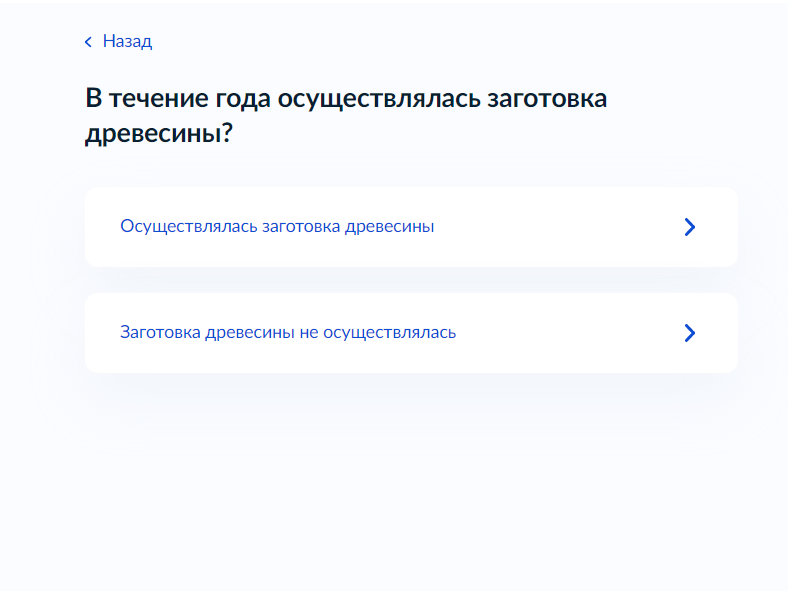 Назад
В течение года осуществлялась заготовка
древесины?
Осуществлялась заготовка древесины
Заготовка древесины не осуществлялась